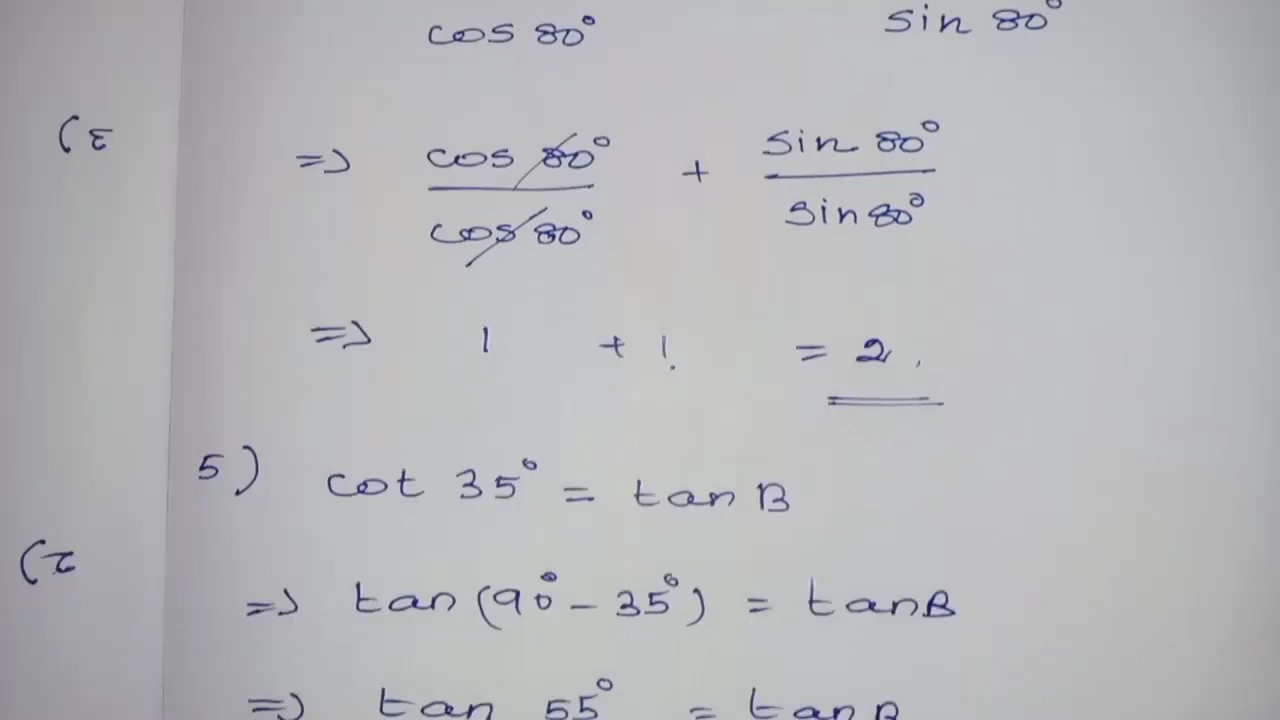 cos 80° sin 80°
=> cos 80° / cos 80° + sin 80° / sin 80°
=> 1 + 1. = 2.
5) cot 35° = tan B
=> tan (90° - 35°) = tan B
=> tan 55° = tan B